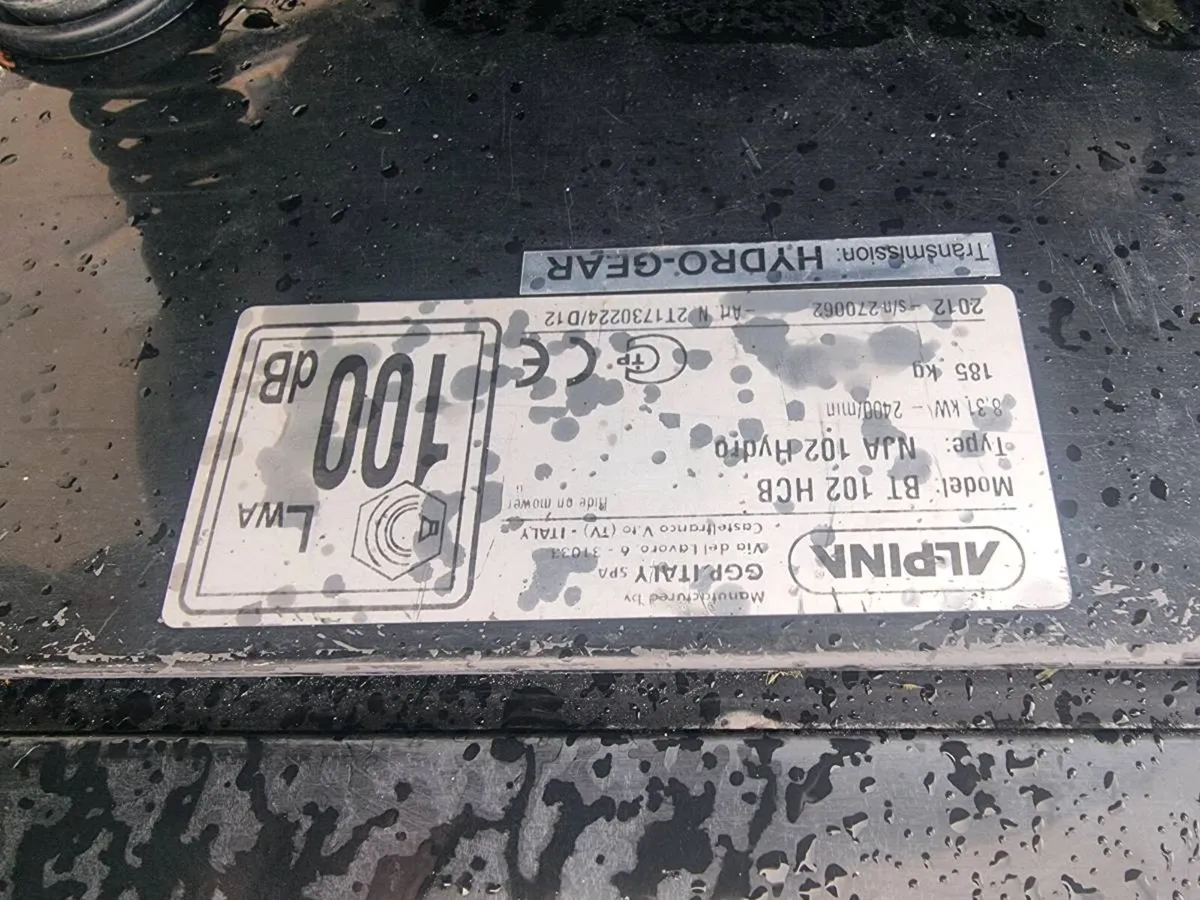 ALPINA
Manufactured by
GGP ITALY SPA
Via del Lavoro, 6 - 31033
Castelfranco V.to (TV) - ITALY
Model: BT 102 HCB
Ride on mower
Type: NJA 102 Hydro
8.31 kW - 2400/min
185 kg
2012 - s/n 270062 - Art. N. 2T1730224/D12
LWA
100 dB
CE
Transmission: HYDRO-GEAR